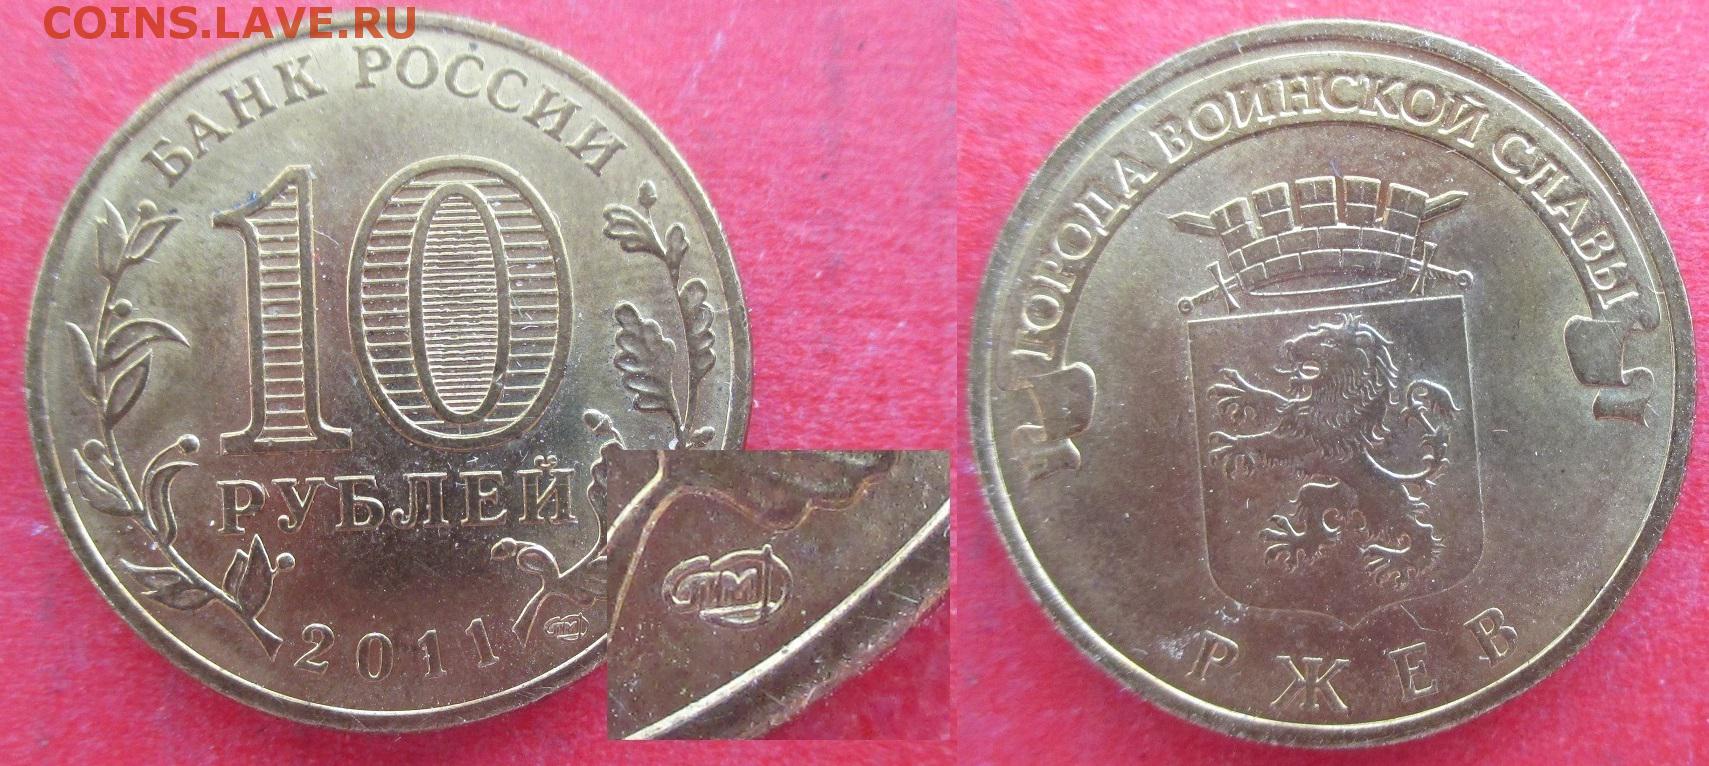 COINS.LAVE.RU
БАНК РОССИИ
10
РУБЛЕЙ
2011
СПМД
ГОРОДА ВОИНСКОЙ СЛАВЫ
РЖЕВ